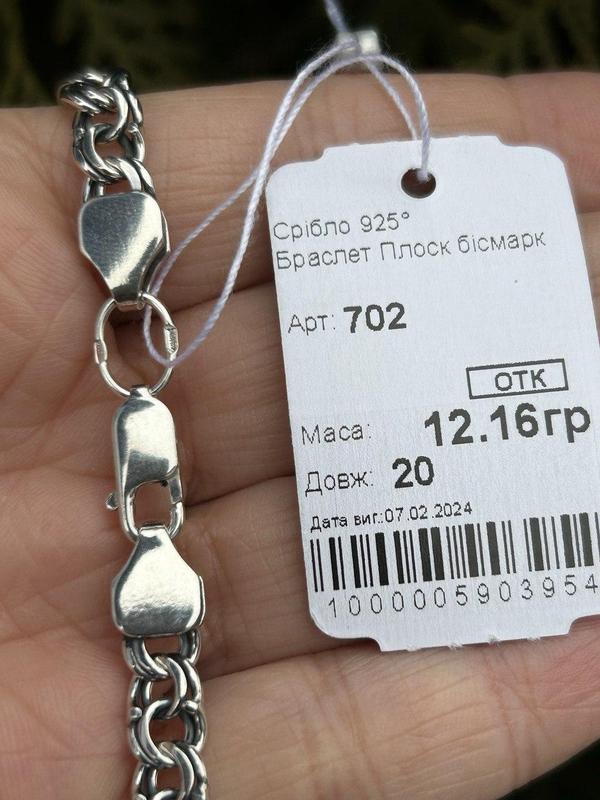 Срібло 925°
Браслет Плоск бісмарк
Арт: 702
ОТК
Маса: 12.16гр
Довж: 20
Дата виг.:07.02.2024
1000005903954